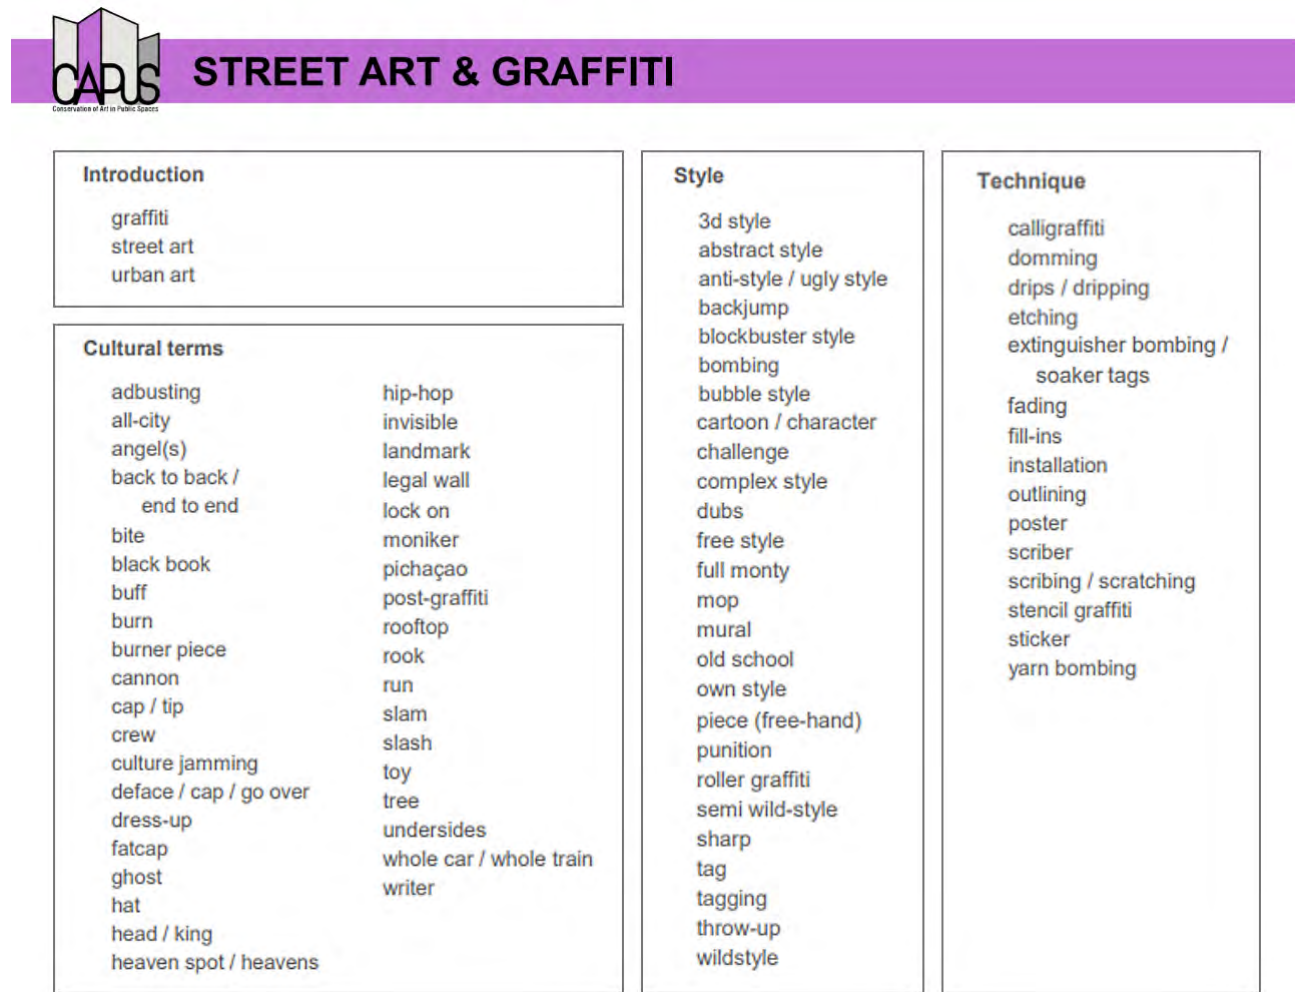 CAPUS
Conservation of Art in Public Spaces
STREET ART & GRAFFITI
Introduction
graffiti
street art
urban art
Cultural terms
adbusting
all-city
angel(s)
back to back /
end to end
bite
black book
buff
burn
burner piece
cannon
cap / tip
crew
culture jamming
deface / cap / go over
dress-up
fatcap
ghost
hat
head / king
heaven spot / heavens
hip-hop
invisible
landmark
legal wall
lock on
moniker
pichaçao
post-graffiti
rooftop
rook
run
slam
slash
toy
tree
undersides
whole car / whole train
writer
Style
3d style
abstract style
anti-style / ugly style
backjump
blockbuster style
bombing
bubble style
cartoon / character
challenge
complex style
dubs
free style
full monty
mop
mural
old school
own style
piece (free-hand)
punition
roller graffiti
semi wild-style
sharp
tag
tagging
throw-up
wildstyle
Technique
calligraffiti
domming
drips / dripping
etching
extinguisher bombing /
soaker tags
fading
fill-ins
installation
outlining
poster
scriber
scribing / scratching
stencil graffiti
sticker
yarn bombing